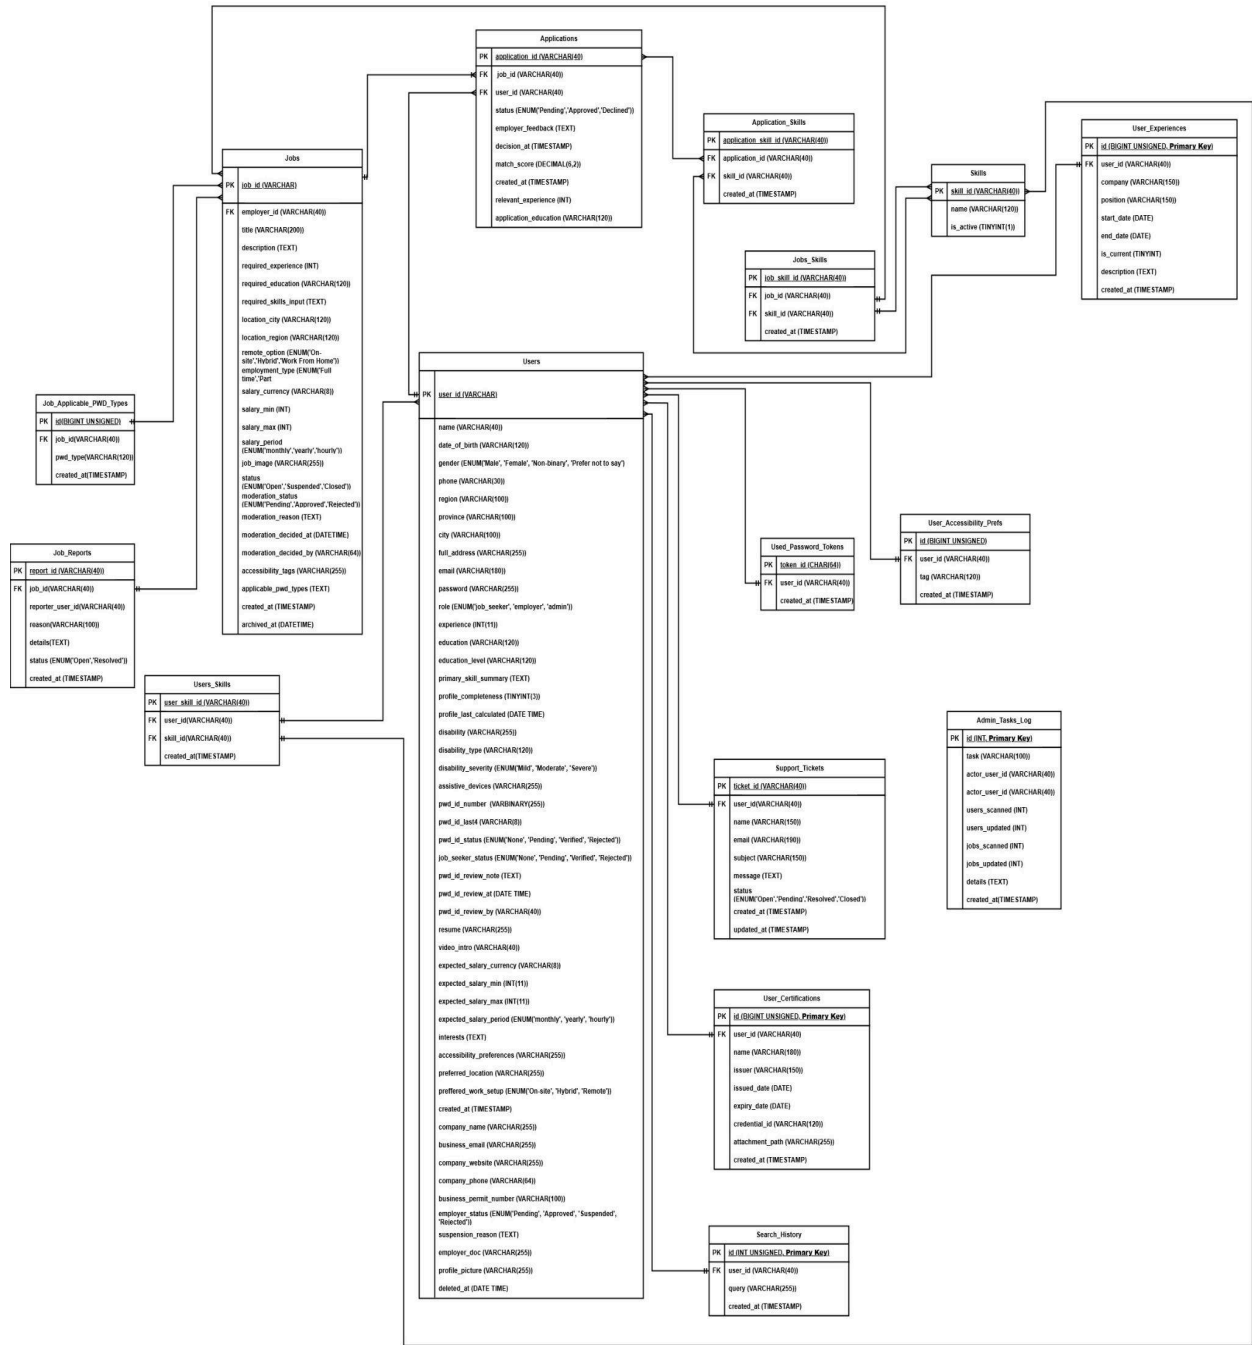 Applications
PK application_id (VARCHAR(40)
FK job_id (VARCHAR(40))
FK user_id (VARCHAR(40)
status (ENUM('Pending','Approved','Declined'))
employer_feedback (TEXT)
decision_at (TIMESTAMP)
match_score (DECIMAL(5,2))
created_at (TIMESTAMP)
relevant_experience (INT)
application_education (VARCHAR(120))
Application_Skills
PK application_skill_id (VARCHAR(40))
FK application_id (VARCHAR(40))
FK skill_id (VARCHAR(40))
created_at (TIMESTAMP)
User_Experiences
PK id (BIGINT UNSIGNED, Primary Key)
FK user_id (VARCHAR(40))
company (VARCHAR(150))
position (VARCHAR(150))
start_date (DATE)
end_date (DATE)
is_current (TINYINT)
description (TEXT)
created_at (TIMESTAMP)
Jobs
PK job_id (VARCHAR)
FK employer_id (VARCHAR(40))
title (VARCHAR(200))
description (TEXT)
required_experience (INT)
required_education (VARCHAR(120))
required_skills_input (TEXT)
location_city (VARCHAR(120))
location_region (VARCHAR(120))
remote_option (ENUM('On-
site','Hybrid','Work From Home'))
employment_type (ENUM('Full
time','Part
salary_currency (VARCHAR(8))
salary_min (INT)
salary_max (INT)
salary_period
(ENUM('monthly','yearly','hourly'))
job_image (VARCHAR(255))
status
(ENUM('Open','Suspended','Closed'))
moderation_status
(ENUM('Pending','Approved','Rejected'))
moderation_reason (TEXT)
moderation_decided_at (DATETIME)
moderation_decided_by (VARCHAR(64))
accessibility_tags (VARCHAR(255))
applicable_pwd_types (TEXT)
created_at (TIMESTAMP)
archived_at (DATETIME)
Skills
PK skill_id (VARCHAR(40))
name (VARCHAR(120))
is_active (TINYINT(1))
Jobs_Skills
PK job_skill_id (VARCHAR(40))
FK job_id (VARCHAR(40))
FK skill_id (VARCHAR(40))
created_at (TIMESTAMP)
Job_Applicable_PWD_Types
PK id(BIGINT UNSIGNED)
FK job_id(VARCHAR(40))
pwd_type(VARCHAR(120))
created_at(TIMESTAMP)
Users
PK user_id (VARCHAR)
name (VARCHAR(40))
date_of_birth (VARCHAR(120))
gender (ENUM('Male', 'Female', 'Non-binary', 'Prefer not to say')
phone (VARCHAR(30))
region (VARCHAR(100))
province (VARCHAR(100))
city (VARCHAR(100))
full_address (VARCHAR(255))
email (VARCHAR(180))
password (VARCHAR(255))
role (ENUM('job_seeker', 'employer', 'admin'))
experience (INT(11))
education (VARCHAR(120))
education_level (VARCHAR(120))
primary_skill_summary (TEXT)
profile_completeness (TINYINT(3))
profile_last_calculated (DATE TIME)
disability (VARCHAR(255))
disability_type (VARCHAR(120))
disability_severity (ENUM('Mild', 'Moderate', 'Severe'))
assistive_devices (VARCHAR(255))
pwd_id_number (VARBINARY(255))
pwd_id_last4 (VARCHAR(8))
pwd_id_status (ENUM('None', 'Pending', 'Verified', 'Rejected'))
job_seeker_status (ENUM('None', 'Pending', 'Verified', 'Rejected'))
pwd_id_review_note (TEXT)
pwd_id_review_at (DATE TIME)
pwd_id_review_by (VARCHAR(40))
resume (VARCHAR(255))
video_intro (VARCHAR(40))
expected_salary_currency (VARCHAR(8))
expected_salary_min (INT(11))
expected_salary_max (INT(11))
expected_salary_period (ENUM('monthly', 'yearly', 'hourly'))
interests (TEXT)
accessibility_preferences (VARCHAR(255))
preferred_location (VARCHAR(255))
preffered_work_setup (ENUM('On-site', 'Hybrid', 'Remote'))
created_at (TIMESTAMP)
company_name (VARCHAR(255))
business_email (VARCHAR(255))
company_website (VARCHAR(255))
company_phone (VARCHAR(64))
business_permit_number (VARCHAR(100))
employer_status (ENUM('Pending', 'Approved', 'Suspended',
'Rejected'))
suspension_reason (TEXT)
employer_doc (VARCHAR(255))
profile_picture (VARCHAR(255))
deleted_at (DATE TIME)
Job_Reports
PK report_id (VARCHAR(40))
FK job_id(VARCHAR(40))
reporter_user_id(VARCHAR(40))
reason(VARCHAR(100))
details(TEXT)
status (ENUM('Open','Resolved'))
created_at (TIMESTAMP)
Used_Password_Tokens
PK token_id (CHAR(64))
FK user_id (VARCHAR(40))
created_at (TIMESTAMP)
User_Accessibility_Prefs
PK id (BIGINT UNSIGNED)
FK user_id (VARCHAR(40))
tag (VARCHAR(120))
created_at (TIMESTAMP)
Users_Skills
PK user_skill_id (VARCHAR(40))
FK user_id(VARCHAR(40))
FK skill_id(VARCHAR(40))
created_at(TIMESTAMP)
Admin_Tasks_Log
PK id (INT, Primary Key)
task (VARCHAR(100))
actor_user_id (VARCHAR(40))
actor_user_id (VARCHAR(40))
users_scanned (INT)
users_updated (INT)
jobs_scanned (INT)
jobs_updated (INT)
details (TEXT)
created_at(TIMESTAMP)
Support_Tickets
PK ticket_id (VARCHAR(40))
FK user_id(VARCHAR(40))
name (VARCHAR(150))
email (VARCHAR(190))
subject (VARCHAR(150))
message (TEXT)
status
(ENUM('Open','Pending','Resolved','Closed'))
created_at (TIMESTAMP)
updated_at (TIMESTAMP)
User_Certifications
PK id (BIGINT UNSIGNED, Primary Key)
FK user_id (VARCHAR(40)
name (VARCHAR(180))
issuer (VARCHAR(150))
issued_date (DATE)
expiry_date (DATE)
credential_id (VARCHAR(120))
attachment_path (VARCHAR(255))
created_at (TIMESTAMP)
Search_History
PK id (INT UNSIGNED, Primary Key)
FK user_id (VARCHAR(40))
query (VARCHAR(255))
created_at (TIMESTAMP)